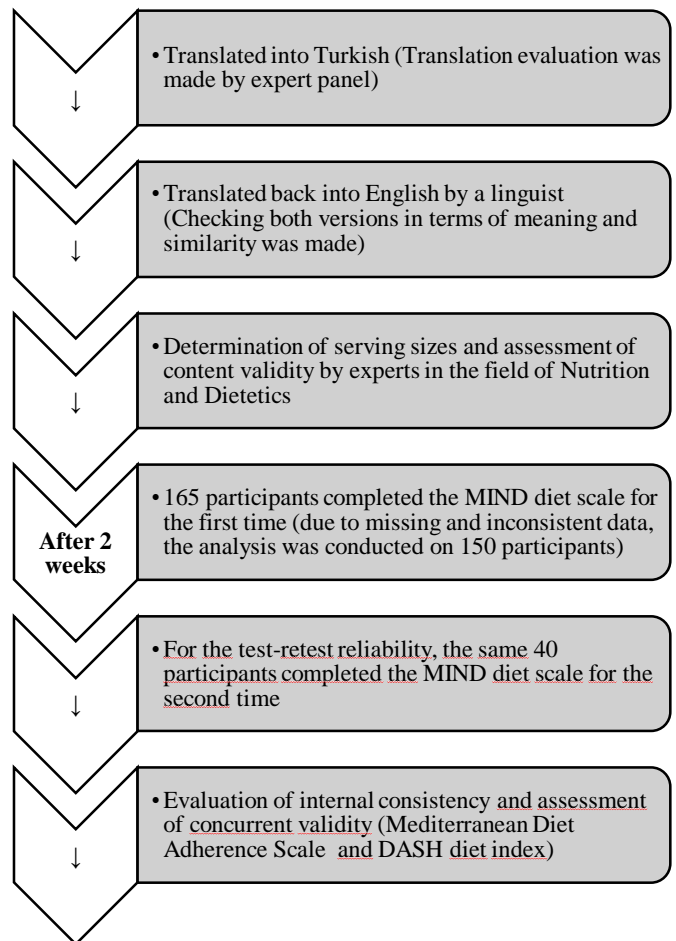 • Translated into Turkish (Translation evaluation was
made by expert panel)
↓
• Translated back into English by a linguist
(Checking both versions in terms of meaning and
similarity was made)
↓
• Determination of serving sizes and assessment of
content validity by experts in the field of Nutrition
and Dietetics
↓
• 165 participants completed the MIND diet scale for
the first time (due to missing and inconsistent data,
the analysis was conducted on 150 participants)
After 2
weeks
• For the test-retest reliability, the same 40
participants completed the MIND diet scale for the
second time
↓
• Evaluation of internal consistency and assessment
of concurrent validity (Mediterranean Diet
Adherence Scale and DASH diet index)
↓